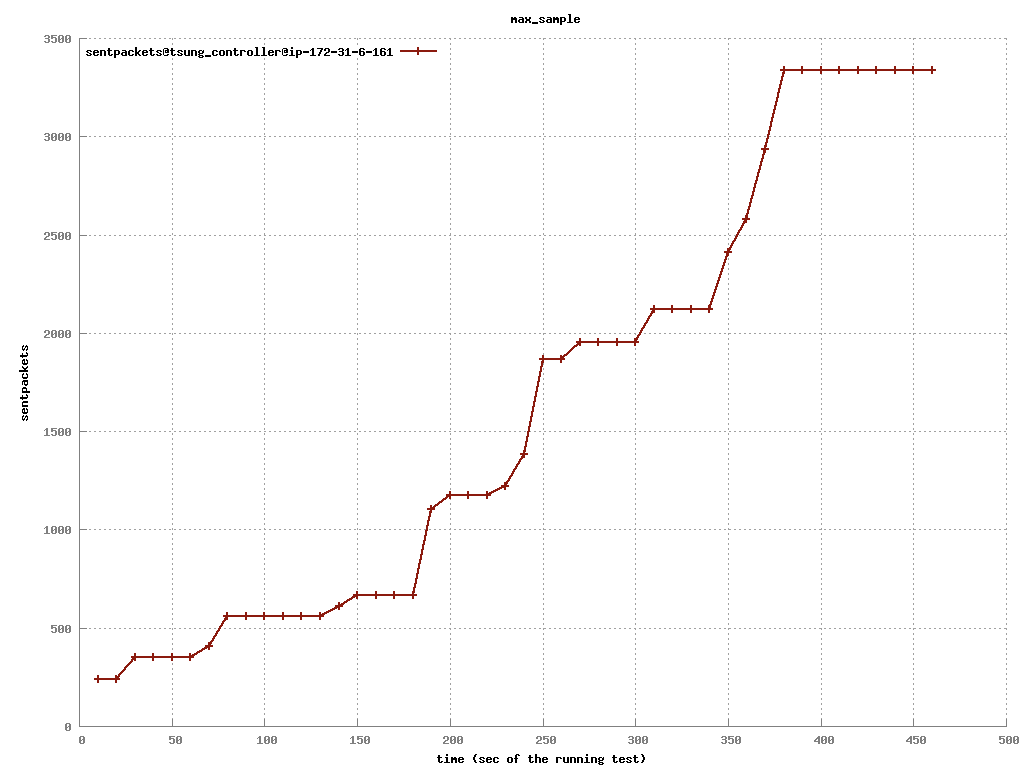 max_sample
sentpackets@tsung_controller@ip-172-31-6-161
3500
3000
2500
2000
1500
1000
500
0
sentpackets
0 50 100 150 200 250 300 350 400 450 500
time (sec of the running test)